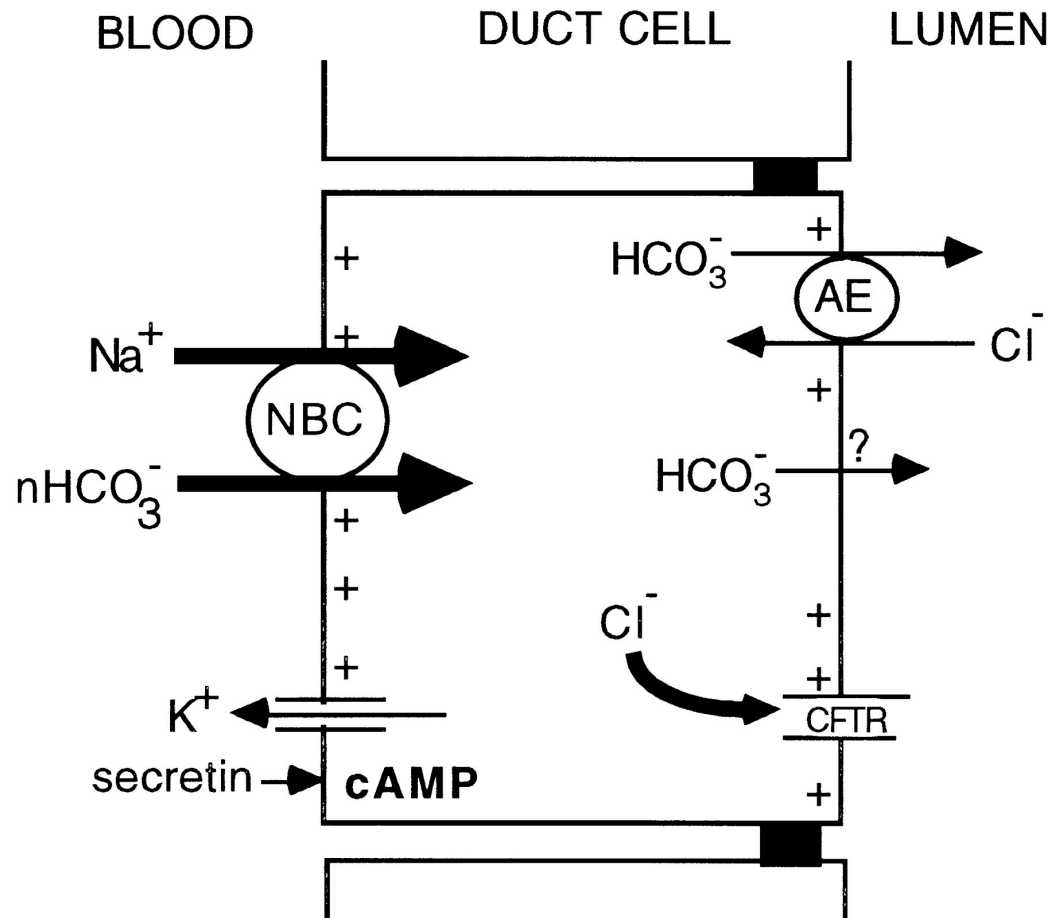 BLOOD DUCT CELL LUMEN
+ + + + +
HCO₃⁻
AE
Cl⁻
Na⁺
NBC
nHCO₃⁻
+
HCO₃⁻ ?
+
Cl⁻
+
+
K⁺
CFTR
secretin cAMP
+